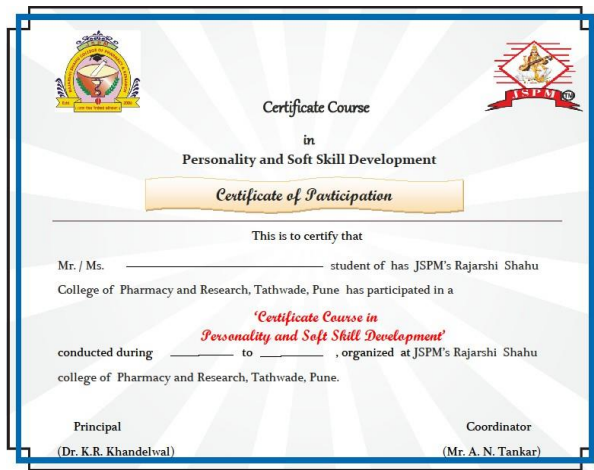 JSPM
TM
Certificate Course
in
Personality and Soft Skill Development
Certificate of Participation
This is to certify that
Mr. / Ms. student of has JSPM's Rajarshi Shahu
College of Pharmacy and Research, Tathwade, Pune has participated in a
'Certificate Course in
Personality and Soft Skill Development'
conducted during to , organized at JSPM's Rajarshi Shahu
college of Pharmacy and Research, Tathwade, Pune.
Principal Coordinator
(Dr. K.R. Khandelwal) (Mr. A. N. Tankar)